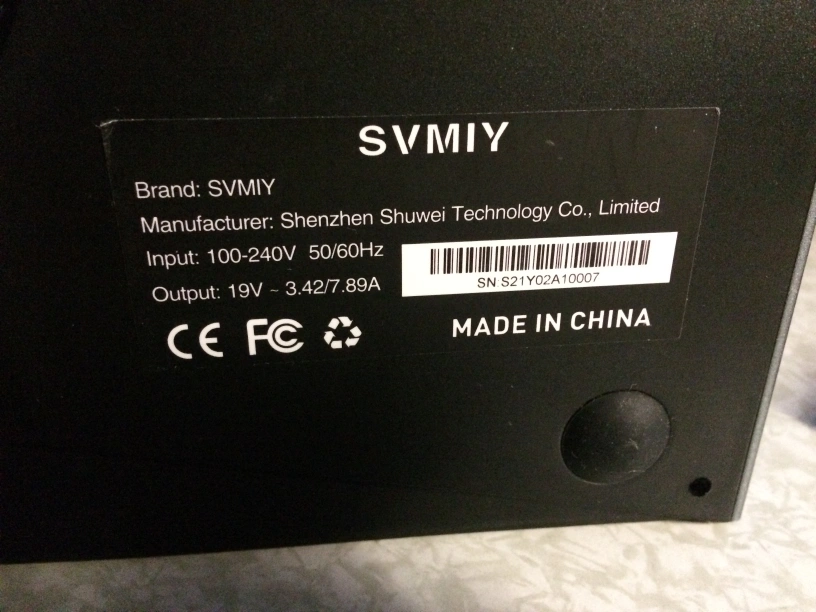 SVMIY
Brand: SVMIY
Manufacturer: Shenzhen Shuwei Technology Co., Limited
Input: 100-240V 50/60Hz
Output: 19V ~ 3.42/7.89A
SN:S21Y02A10007
CE FC
MADE IN CHINA